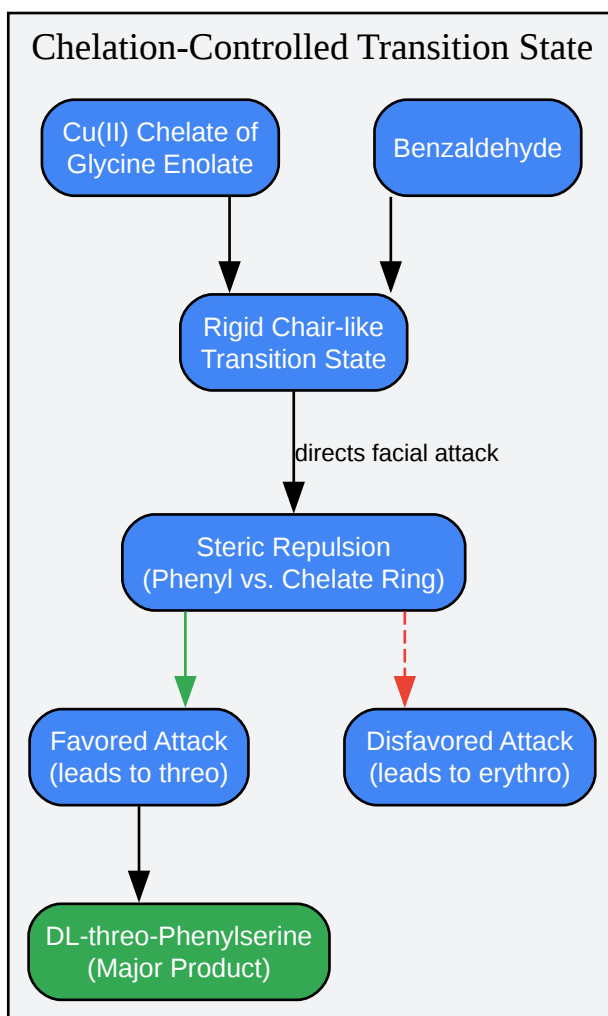 Chelation-Controlled Transition State
Cu(II) Chelate of
Glycine Enolate
Benzaldehyde
Rigid Chair-like
Transition State
directs facial attack
Steric Repulsion
(Phenyl vs. Chelate Ring)
Favored Attack
(leads to threo)
Disfavored Attack
(leads to erythro)
DL-threo-Phenylserine
(Major Product)